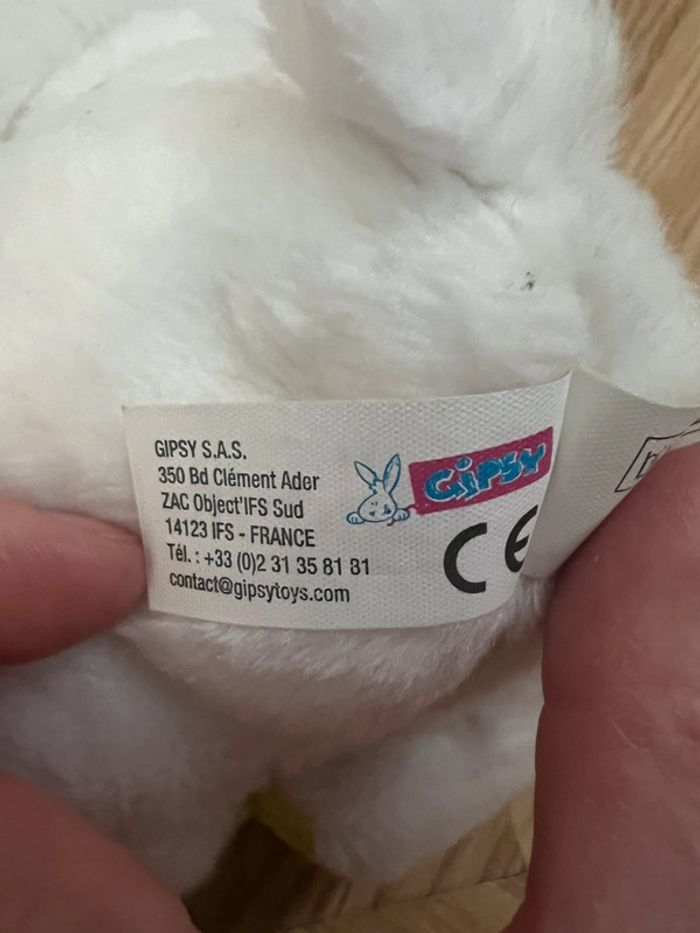 GIPSY S.A.S.
350 Bd Clément Ader
ZAC Object'IFS Sud
14123 IFS - FRANCE
Tél. : +33 (0)2 31 35 81 81
contact@gipsytoys.com
GiPSY
CE